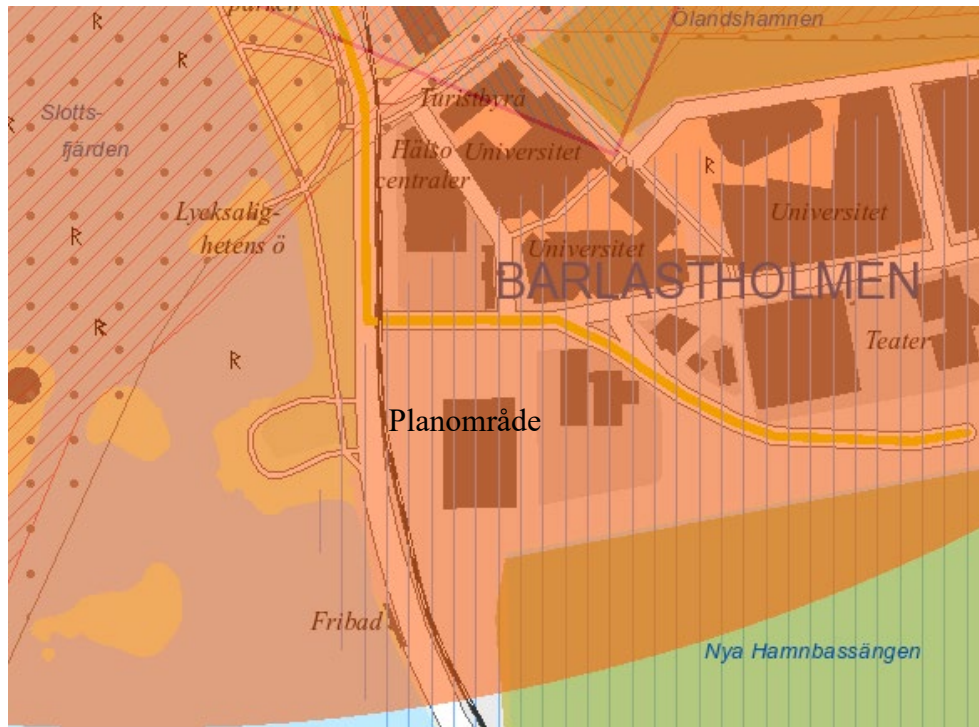 parken
Ölandshamnen
Turistbyrå
Slotts-
fjärden
Hälso
centraler
Universitet
Universitet
Lycksalig-
hetens ö
Universitet
BARLASTHOLMEN
Teater
Planområde
Fribad
Nya Hamnbassängen